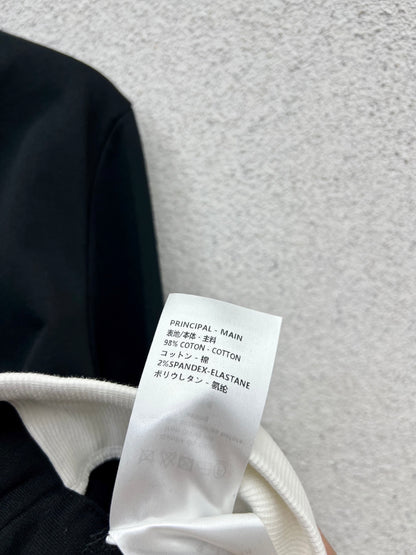 PRINCIPAL - MAIN
表地/本体・主料
98% COTON - COTTON
コットン - 棉
2%SPANDEX-ELASTANE
ポリウレタン - 氨纶